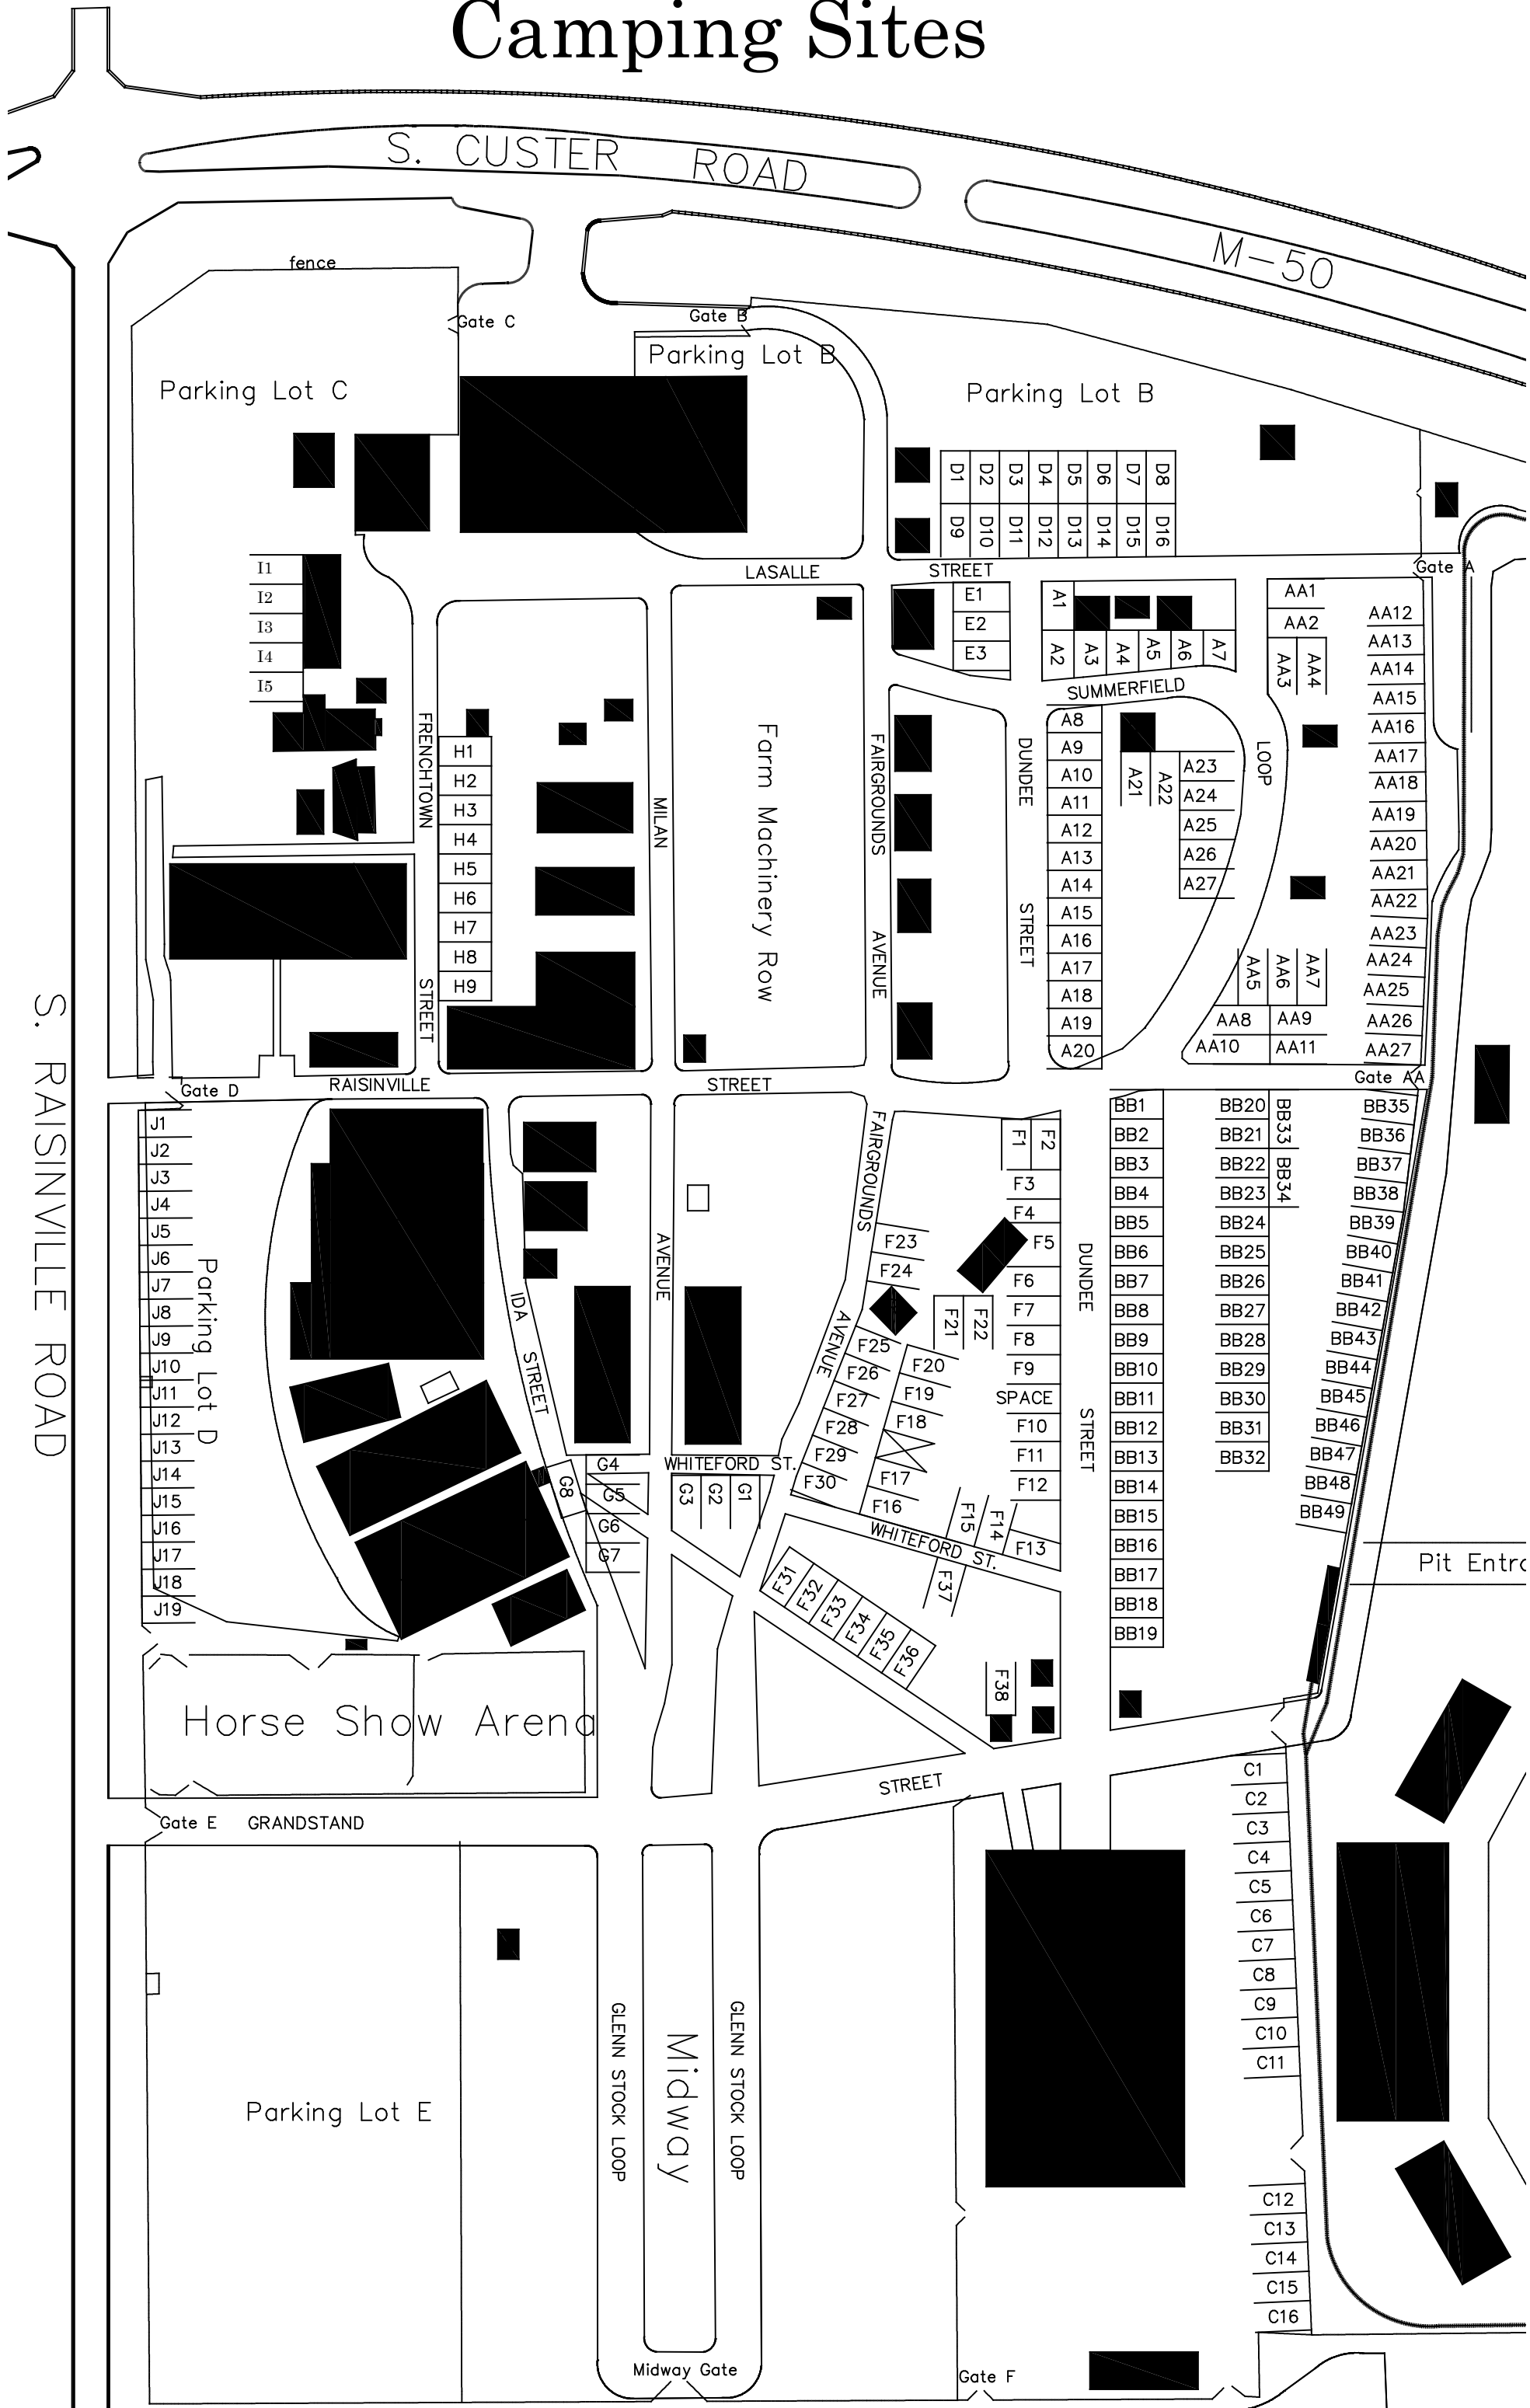 Camping Sites
S. CUSTER ROAD
M-50
fence
Gate C
Gate B
Parking Lot B
Parking Lot C
Parking Lot B
D1 D2 D3 D4 D5 D6 D7 D8
D9 D10 D11 D12 D13 D14 D15 D16
LASALLE STREET
Gate A
I1
I2
I3
I4
I5
E1
E2
E3
A1
A2 A3 A4 A5 A6 A7
AA1
AA2
AA3 AA4
AA12
AA13
AA14
AA15
AA16
AA17
AA18
AA19
AA20
AA21
AA22
AA23
AA24
AA25
AA26
AA27
SUMMERFIELD
LOOP
FRENCHTOWN
STREET
H1
H2
H3
H4
H5
H6
H7
H8
H9
MILAN
Farm Machinery Row
FAIRGROUNDS
AVENUE
DUNDEE
STREET
A8
A9
A10
A11
A12
A13
A14
A15
A16
A17
A18
A19
A20
A21 A22
A23
A24
A25
A26
A27
AA5 AA6 AA7
AA8 AA9
AA10 AA11
S. RAISINVILLE ROAD
Gate D
RAISINVILLE STREET
Gate AA
J1
J2
J3
J4
J5
J6
J7
J8
J9
J10
J11
J12
J13
J14
J15
J16
J17
J18
J19
Parking Lot D
IDA
STREET
AVENUE
FAIRGROUNDS
AVENUE
F1 F2
F3
F4
F5
F6
F7
F8
F9
SPACE
F10
F11
F12
F13
F14
F15
F16
F17
F18
F19
F20
F21 F22
F23
F24
F25
F26
F27
F28
F29
F30
DUNDEE
STREET
BB1
BB2
BB3
BB4
BB5
BB6
BB7
BB8
BB9
BB10
BB11
BB12
BB13
BB14
BB15
BB16
BB17
BB18
BB19
BB20
BB21
BB22
BB23
BB24
BB25
BB26
BB27
BB28
BB29
BB30
BB31
BB32
BB33
BB34
BB35
BB36
BB37
BB38
BB39
BB40
BB41
BB42
BB43
BB44
BB45
BB46
BB47
BB48
BB49
G4
G5
G6
G7
G8
WHITEFORD ST.
G3 G2 G1
WHITEFORD ST.
F31
F32
F33
F34
F35
F36
F37
F38
Pit Entrc
Horse Show Arena
Gate E
GRANDSTAND
STREET
C1
C2
C3
C4
C5
C6
C7
C8
C9
C10
C11
C12
C13
C14
C15
C16
Parking Lot E
GLENN STOCK LOOP
Midway
GLENN STOCK LOOP
Midway Gate
Gate F